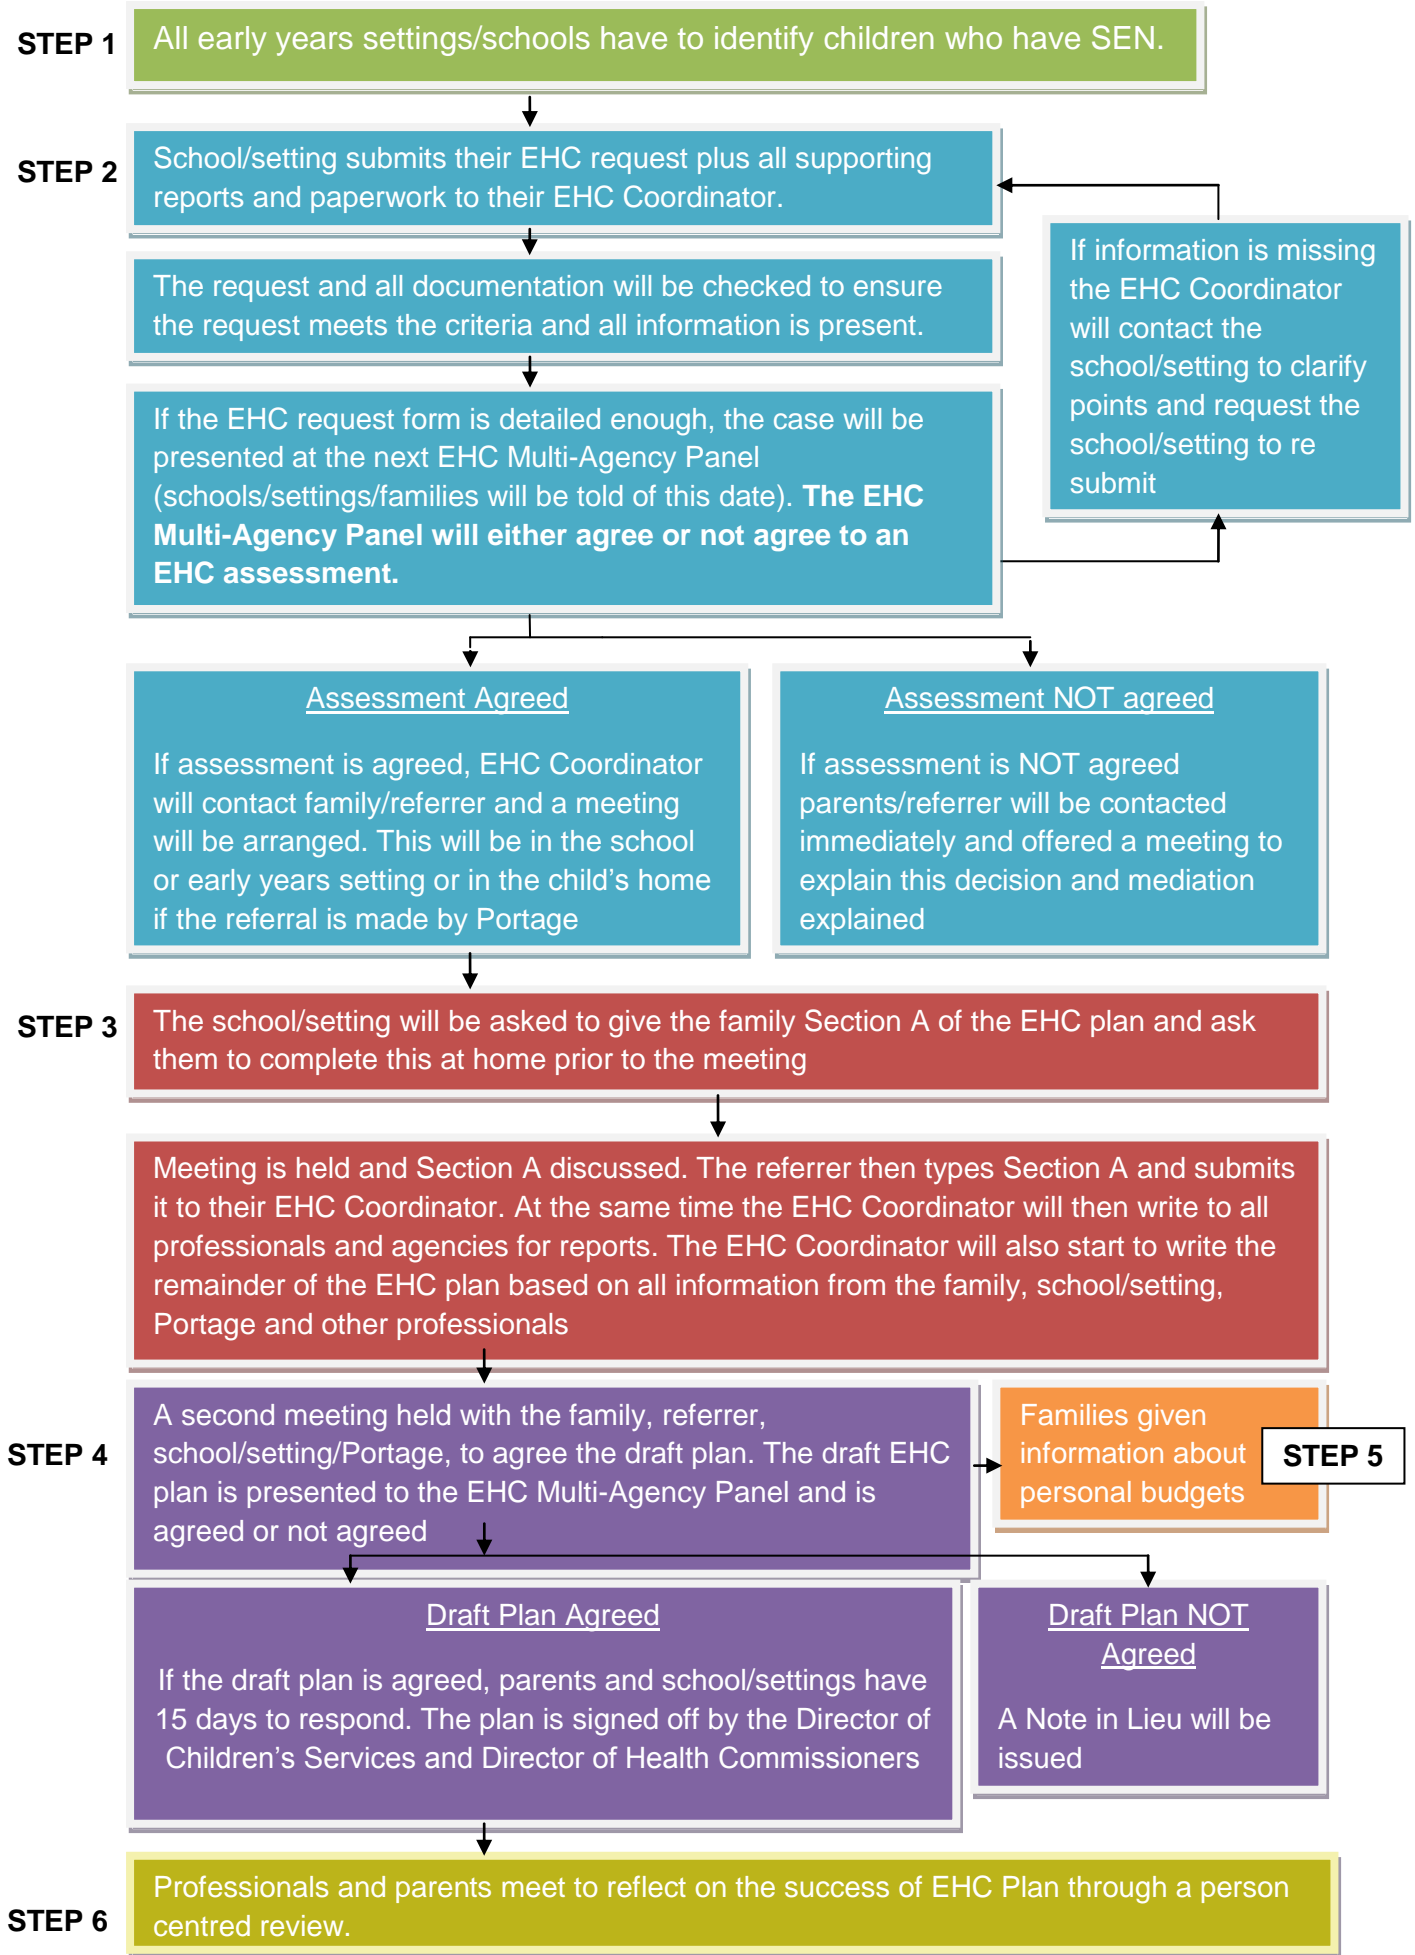 STEP 1
All early years settings/schools have to identify children who have SEN.
STEP 2
School/setting submits their EHC request plus all supporting
reports and paperwork to their EHC Coordinator.
The request and all documentation will be checked to ensure
the request meets the criteria and all information is present.
If information is missing
the EHC Coordinator
will contact the
school/setting to clarify
points and request the
school/setting to re
submit
If the EHC request form is detailed enough, the case will be
presented at the next EHC Multi-Agency Panel
(schools/settings/families will be told of this date). The EHC
Multi-Agency Panel will either agree or not agree to an
EHC assessment.
Assessment Agreed
If assessment is agreed, EHC Coordinator
will contact family/referrer and a meeting
will be arranged. This will be in the school
or early years setting or in the child's home
if the referral is made by Portage
Assessment NOT agreed
If assessment is NOT agreed
parents/referrer will be contacted
immediately and offered a meeting to
explain this decision and mediation
explained
STEP 3
The school/setting will be asked to give the family Section A of the EHC plan and ask
them to complete this at home prior to the meeting
Meeting is held and Section A discussed. The referrer then types Section A and submits
it to their EHC Coordinator. At the same time the EHC Coordinator will then write to all
professionals and agencies for reports. The EHC Coordinator will also start to write the
remainder of the EHC plan based on all information from the family, school/setting,
Portage and other professionals
STEP 4
A second meeting held with the family, referrer,
school/setting/Portage, to agree the draft plan. The draft EHC
plan is presented to the EHC Multi-Agency Panel and is
agreed or not agreed
Families given
information about
personal budgets
STEP 5
Draft Plan Agreed
If the draft plan is agreed, parents and school/settings have
15 days to respond. The plan is signed off by the Director of
Children's Services and Director of Health Commissioners
Draft Plan NOT
Agreed
A Note in Lieu will be
issued
STEP 6
Professionals and parents meet to reflect on the success of EHC Plan through a person
centred review.